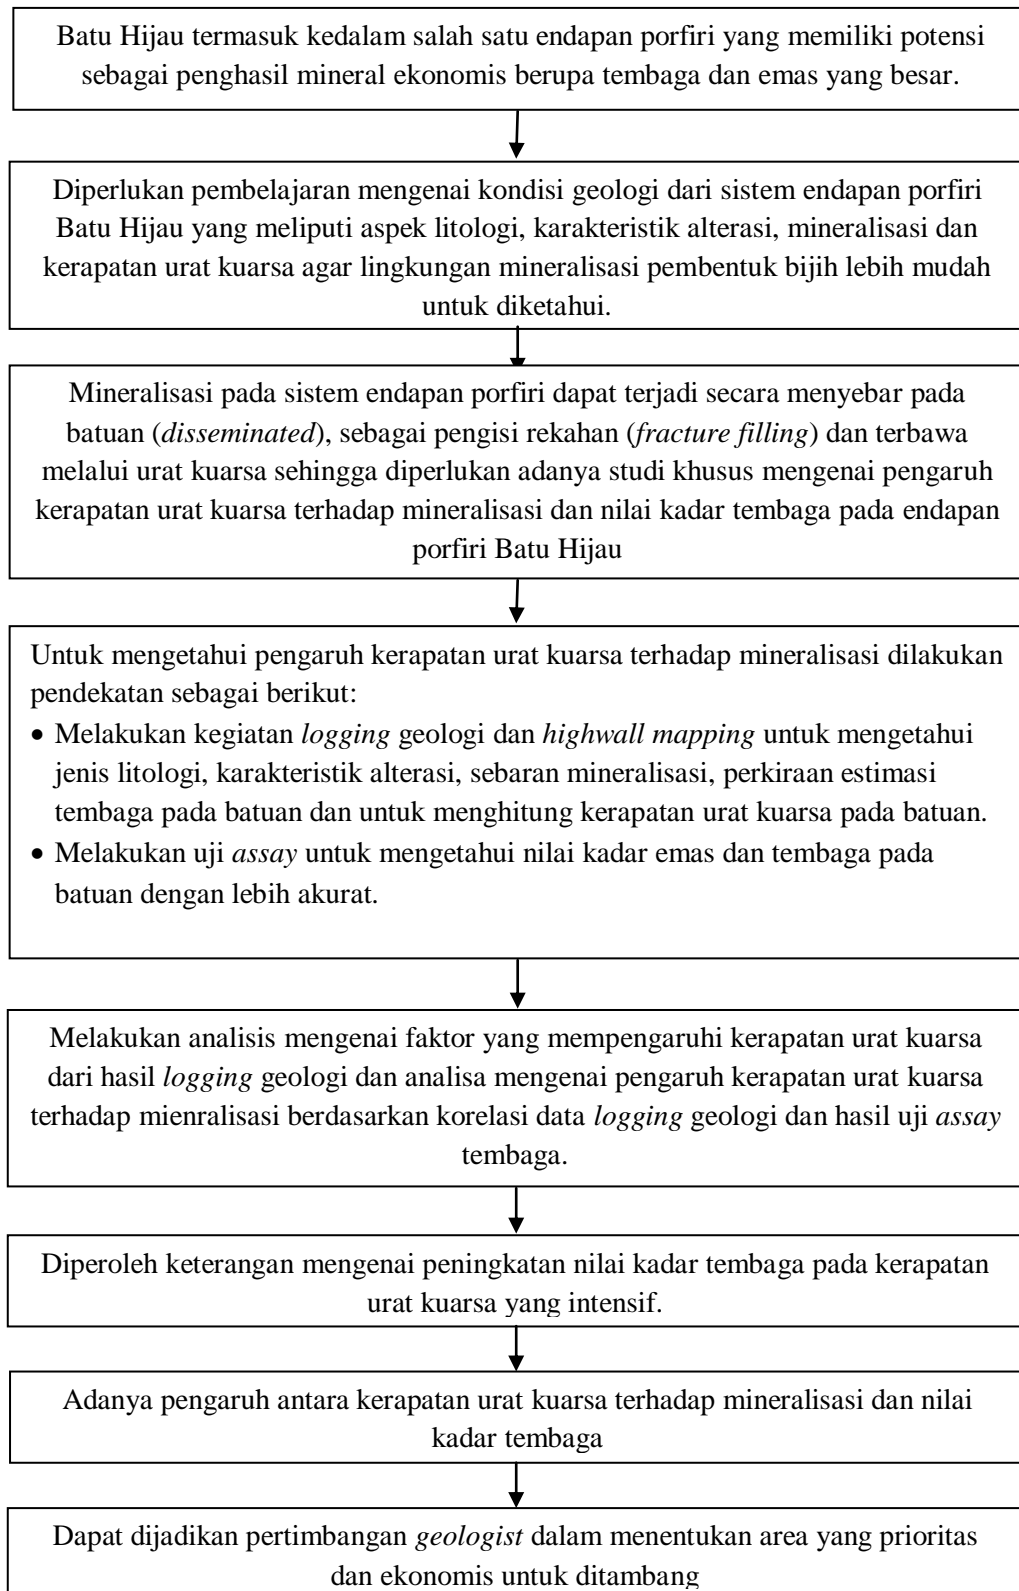 Batu Hijau termasuk kedalam salah satu endapan porfiri yang memiliki potensi
sebagai penghasil mineral ekonomis berupa tembaga dan emas yang besar.
Diperlukan pembelajaran mengenai kondisi geologi dari sistem endapan porfiri
Batu Hijau yang meliputi aspek litologi, karakteristik alterasi, mineralisasi dan
kerapatan urat kuarsa agar lingkungan mineralisasi pembentuk bijih lebih mudah
untuk diketahui.
Mineralisasi pada sistem endapan porfiri dapat terjadi secara menyebar pada
batuan (disseminated), sebagai pengisi rekahan (fracture filling) dan terbawa
melalui urat kuarsa sehingga diperlukan adanya studi khusus mengenai pengaruh
kerapatan urat kuarsa terhadap mineralisasi dan nilai kadar tembaga pada endapan
porfiri Batu Hijau
Untuk mengetahui pengaruh kerapatan urat kuarsa terhadap mineralisasi dilakukan
pendekatan sebagai berikut:
• Melakukan kegiatan logging geologi dan highwall mapping untuk mengetahui
jenis litologi, karakteristik alterasi, sebaran mineralisasi, perkiraan estimasi
tembaga pada batuan dan untuk menghitung kerapatan urat kuarsa pada batuan.
• Melakukan uji assay untuk mengetahui nilai kadar emas dan tembaga pada
batuan dengan lebih akurat.
Melakukan analisis mengenai faktor yang mempengaruhi kerapatan urat kuarsa
dari hasil logging geologi dan analisa mengenai pengaruh kerapatan urat kuarsa
terhadap mienralisasi berdasarkan korelasi data logging geologi dan hasil uji assay
tembaga.
Diperoleh keterangan mengenai peningkatan nilai kadar tembaga pada kerapatan
urat kuarsa yang intensif.
Adanya pengaruh antara kerapatan urat kuarsa terhadap mineralisasi dan nilai
kadar tembaga
Dapat dijadikan pertimbangan geologist dalam menentukan area yang prioritas
dan ekonomis untuk ditambang